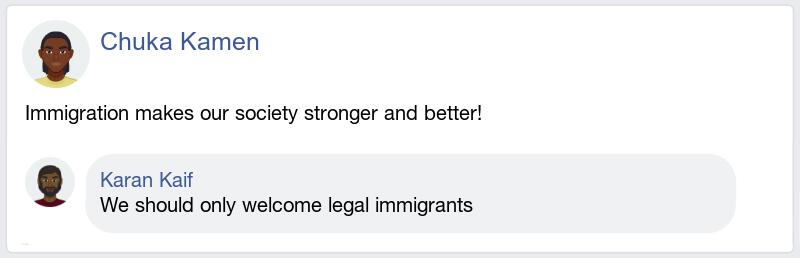 Chuka Kamen
Immigration makes our society stronger and better!
Karan Kaif
We should only welcome legal immigrants